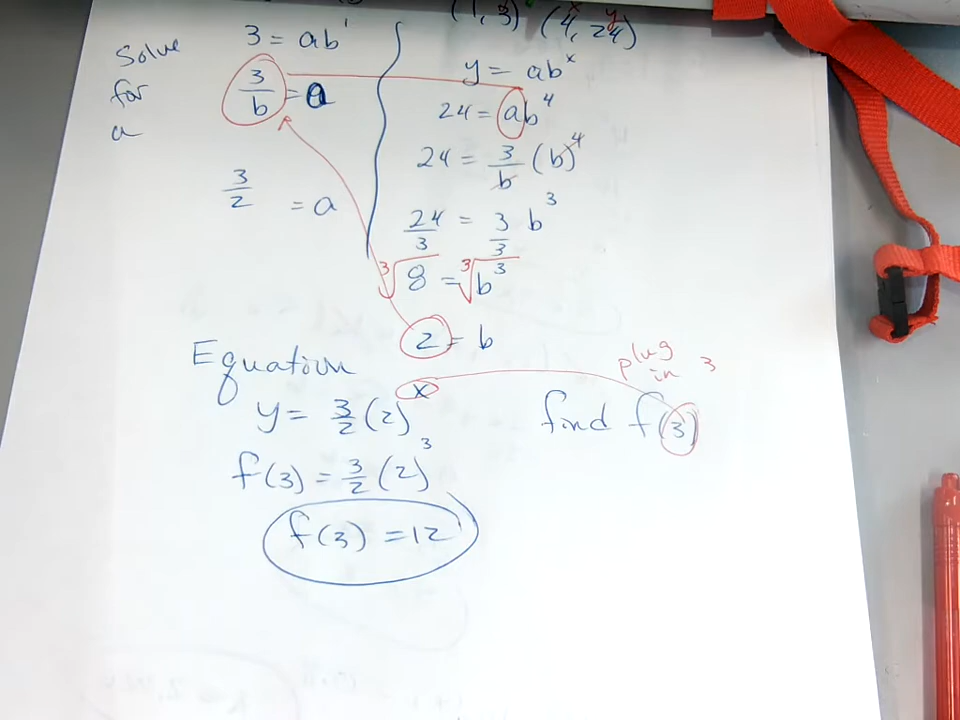 (1, 3) (4, 24)
x y
Solve
for
a
3 = ab¹
3/b = a
3/2 = a
y = abˣ
24 = ab⁴
24 = 3/b (b)⁴
24/3 = 3/3 b³
∛8 = ∛b³
2 = b
Equation
y = 3/2 (2)ˣ
plug
in 3
find f(3)
f(3) = 3/2 (2)³
f(3) = 12